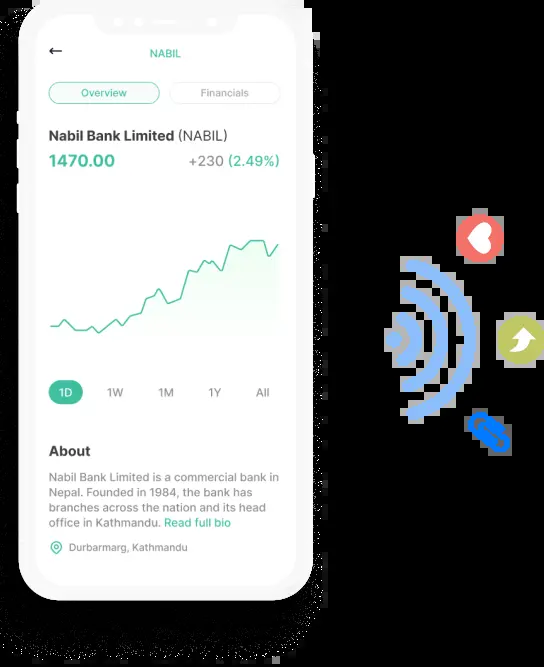 NABIL
Overview
Financials
Nabil Bank Limited (NABIL)
1470.00
+230 (2.49%)
1D
1W
1M
1Y
All
About
Nabil Bank Limited is a commercial bank in
Nepal. Founded in 1984, the bank has
branches across the nation and its head
office in Kathmandu. Read full bio
Durbarmarg, Kathmandu